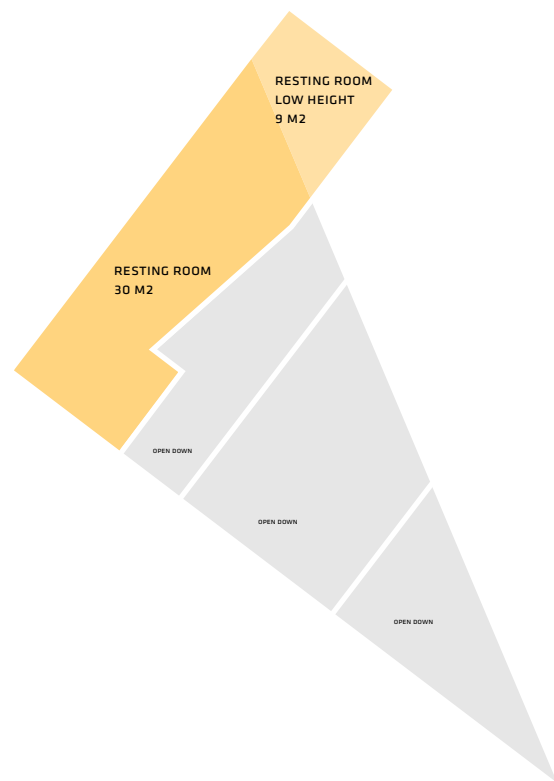 RESTING ROOM
LOW HEIGHT
9 M2
RESTING ROOM
30 M2
OPEN DOWN
OPEN DOWN
OPEN DOWN